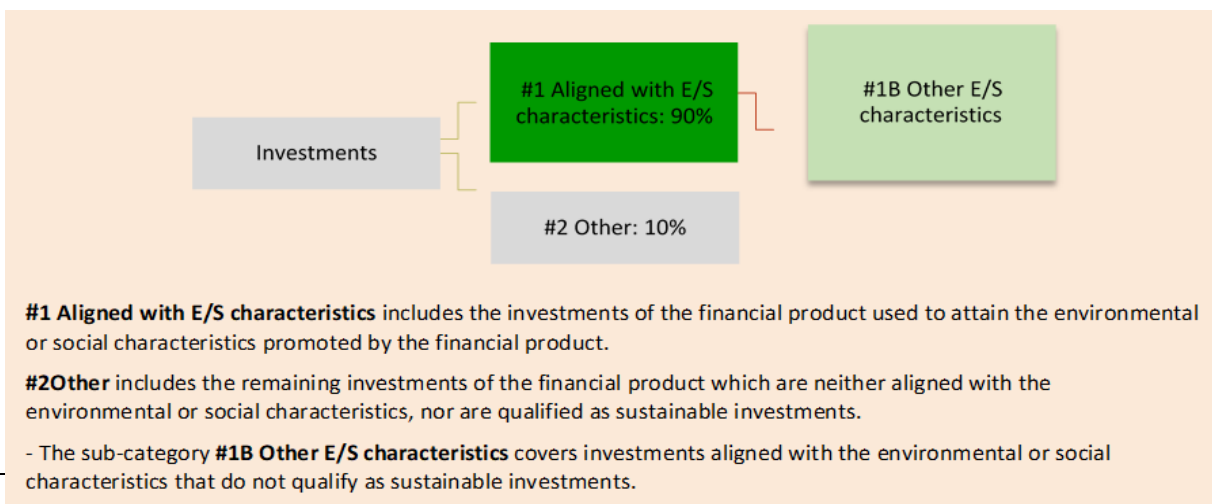 #1 Aligned with E/S
characteristics: 90%
#1B Other E/S
characteristics
Investments
#2 Other: 10%
#1 Aligned with E/S characteristics includes the investments of the financial product used to attain the environmental
or social characteristics promoted by the financial product.
#2Other includes the remaining investments of the financial product which are neither aligned with the
environmental or social characteristics, nor are qualified as sustainable investments.
- The sub-category #1B Other E/S characteristics covers investments aligned with the environmental or social
characteristics that do not qualify as sustainable investments.